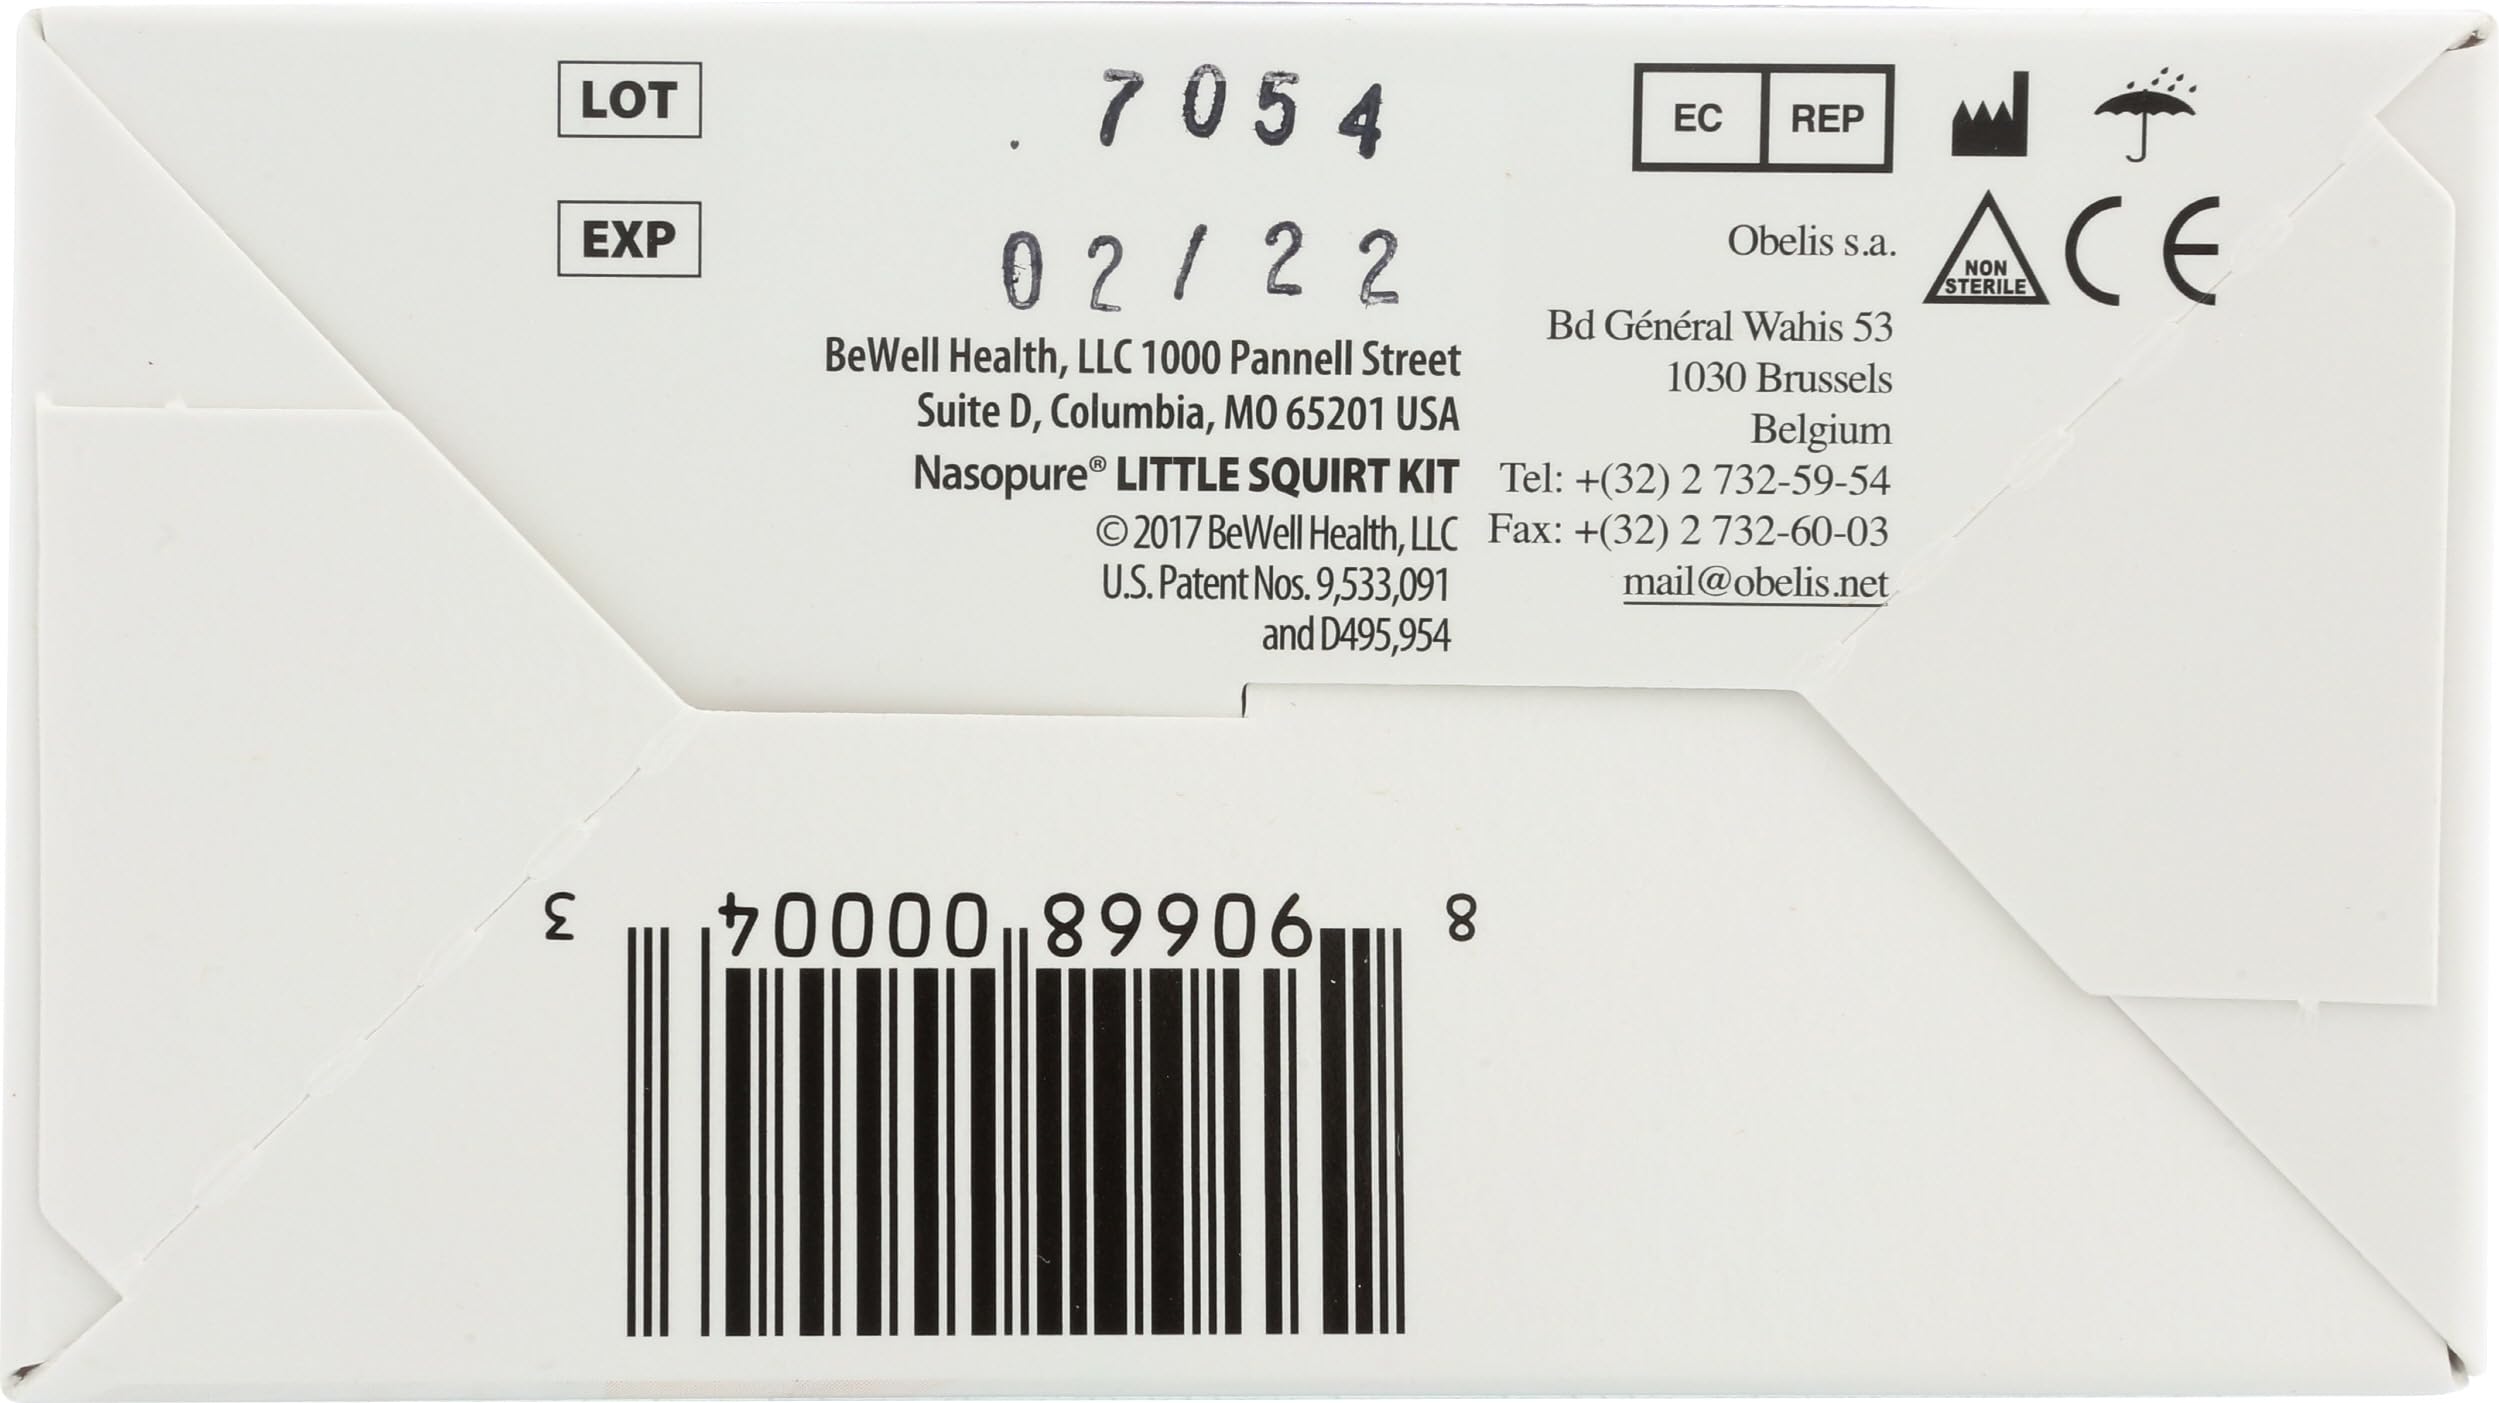 LOT 7054
EXP 02/22
BeWell Health, LLC 1000 Pannell Street
Suite D, Columbia, MO 65201 USA
Nasopure® LITTLE SQUIRT KIT
© 2017 BeWell Health, LLC
U.S. Patent Nos. 9,533,091
and D495,954
EC REP
Obelis s.a.
Bd Général Wahis 53
1030 Brussels
Belgium
Tel: +(32) 2 732-59-54
Fax: +(32) 2 732-60-03
mail@obelis.net
NON
STERILE
CE
8 90668 00004 3